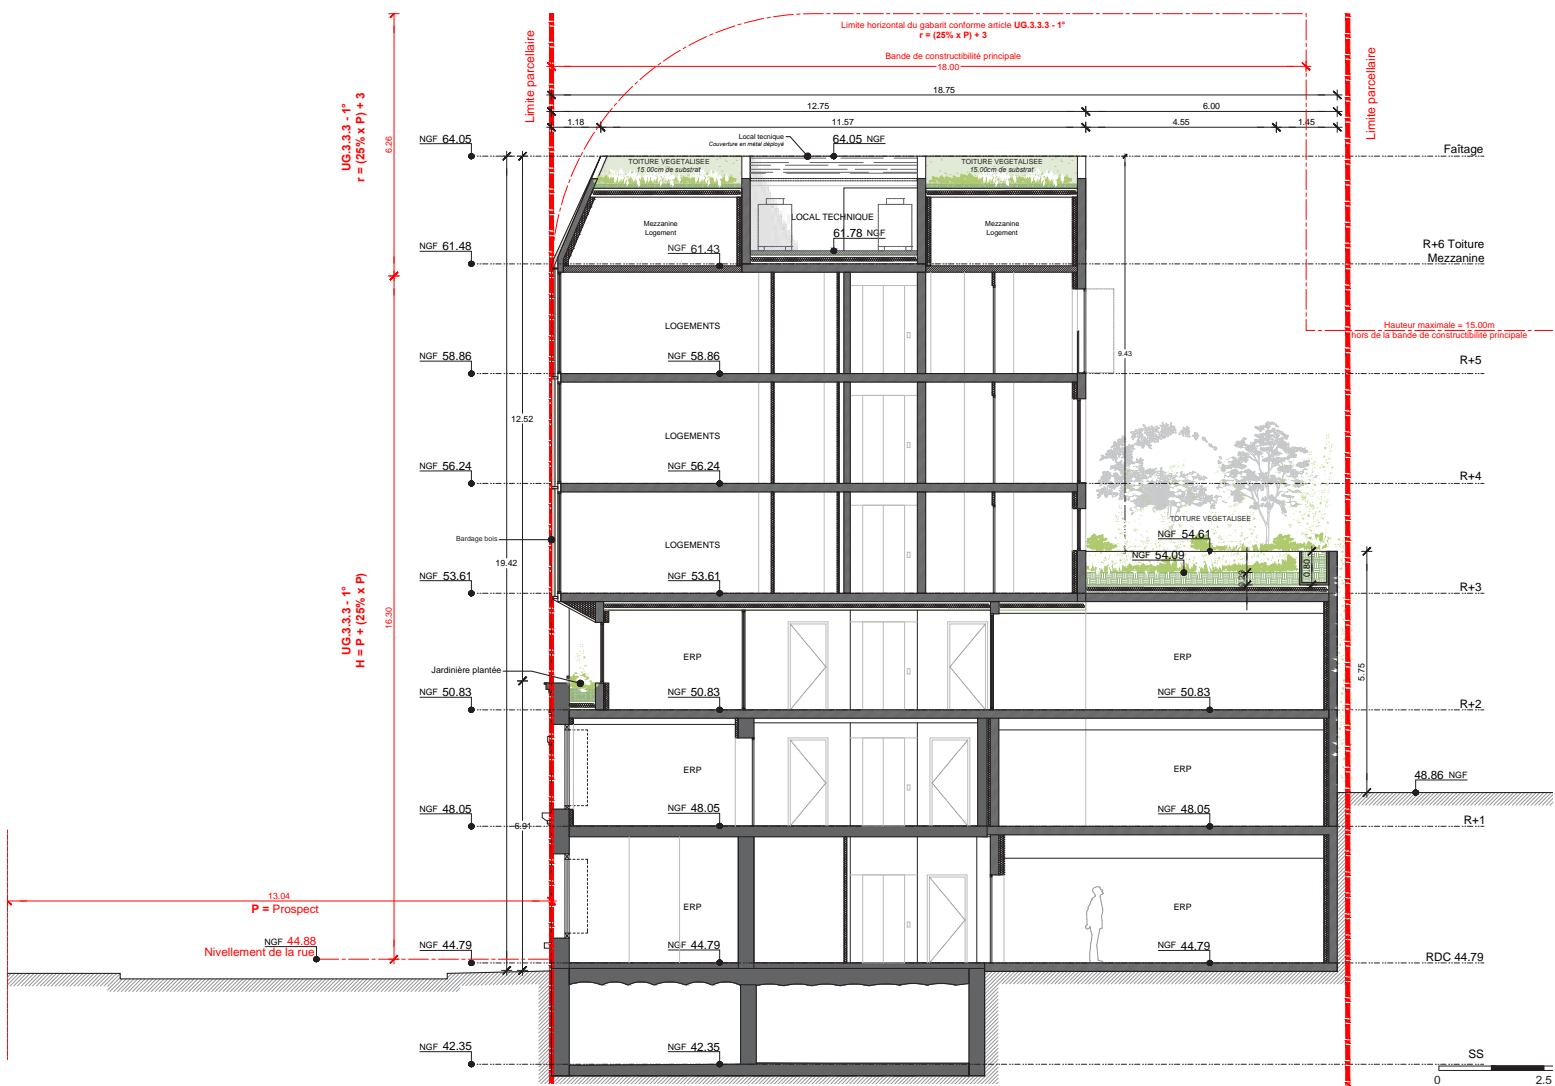 Limite horizontal du gabarit conforme article UG.3.3.3 - 1°
r = (25% x P) + 3
Bande de constructibilité principale
18.00
Limite parcellaire
Limite parcellaire
18.75
12.75
6.00
1.18
11.57
4.55
1.45
UG.3.3.3 - 1°
r = (25% x P) + 3
6.26
NGF 64.05
Local technique
Couverture en métal déployé
64.05 NGF
Faîtage
TOITURE VEGETALISEE
15.00cm de substrat
TOITURE VEGETALISEE
15.00cm de substrat
Mezzanine
Logement
LOCAL TECHNIQUE
Mezzanine
Logement
61.78 NGF
NGF 61.48
NGF 61.43
R+6 Toiture
Mezzanine
LOGEMENTS
Hauteur maximale = 15.00m
hors de la bande de constructibilité principale
9.43
NGF 58.86
NGF 58.86
R+5
12.52
LOGEMENTS
NGF 56.24
NGF 56.24
R+4
TOITURE VEGETALISEE
NGF 54.61
Bardage bois
LOGEMENTS
NGF 54.09
0.80
19.42
NGF 53.61
NGF 53.61
R+3
UG.3.3.3 - 1°
H = P + (25% x P)
16.30
Jardinière plantée
ERP
ERP
5.75
NGF 50.83
NGF 50.83
NGF 50.83
R+2
ERP
ERP
48.86 NGF
NGF 48.05
NGF 48.05
NGF 48.05
R+1
6.91
13.04
P = Prospect
ERP
ERP
NGF 44.88
Nivellement de la rue
NGF 44.79
NGF 44.79
NGF 44.79
RDC 44.79
NGF 42.35
NGF 42.35
SS
0
2.5